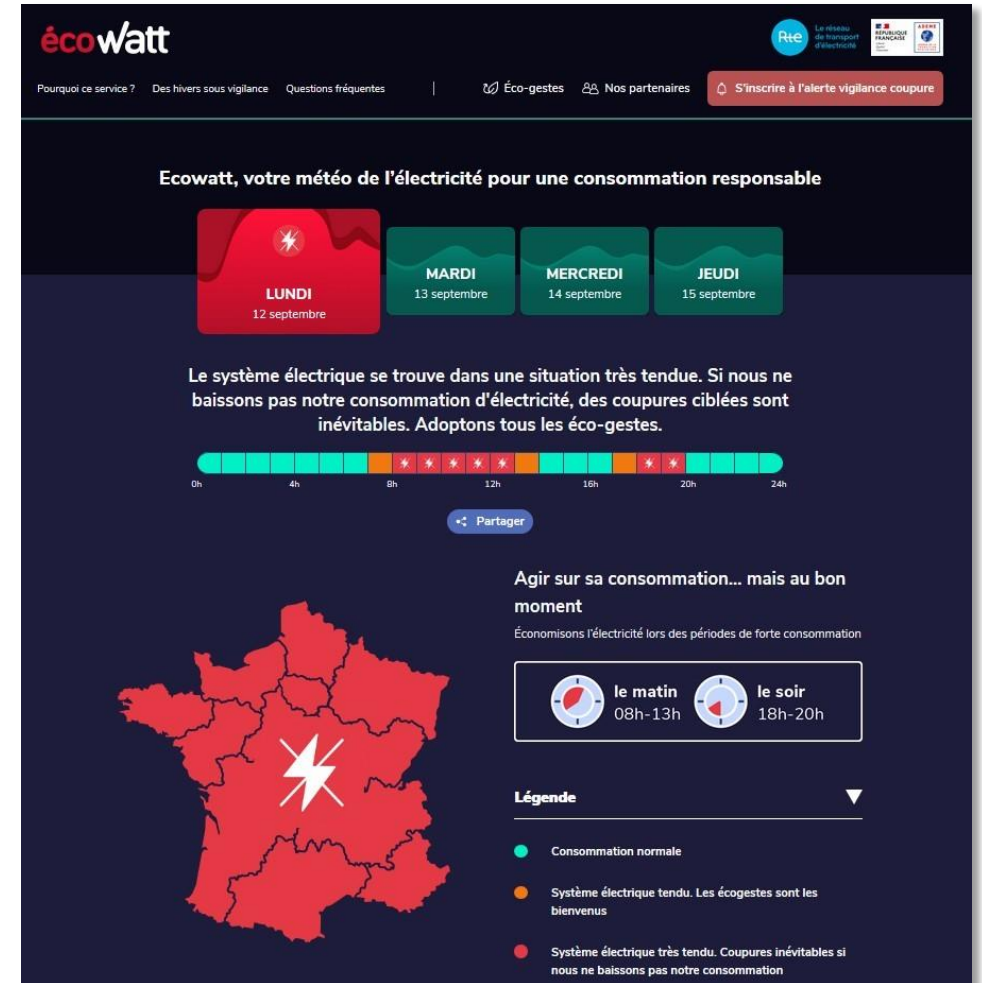 écowatt
Rte
Le réseau
de transport
d'électricité
RÉPUBLIQUE
FRANÇAISE
ADEME
Pourquoi ce service ?
Des hivers sous vigilance
Questions fréquentes
Éco-gestes
Nos partenaires
S'inscrire à l'alerte vigilance coupure
Ecowatt, votre météo de l'électricité pour une consommation responsable
LUNDI
12 septembre
MARDI
13 septembre
MERCREDI
14 septembre
JEUDI
15 septembre
Le système électrique se trouve dans une situation très tendue. Si nous ne
baissons pas notre consommation d'électricité, des coupures ciblées sont
inévitables. Adoptons tous les éco-gestes.
0h 4h 8h 12h 16h 20h 24h
Partager
Agir sur sa consommation... mais au bon
moment
Économisons l'électricité lors des périodes de forte consommation
le matin
08h-13h
le soir
18h-20h
Légende
Consommation normale
Système électrique tendu. Les écogestes sont les
bienvenus
Système électrique très tendu. Coupures inévitables si
nous ne baissons pas notre consommation